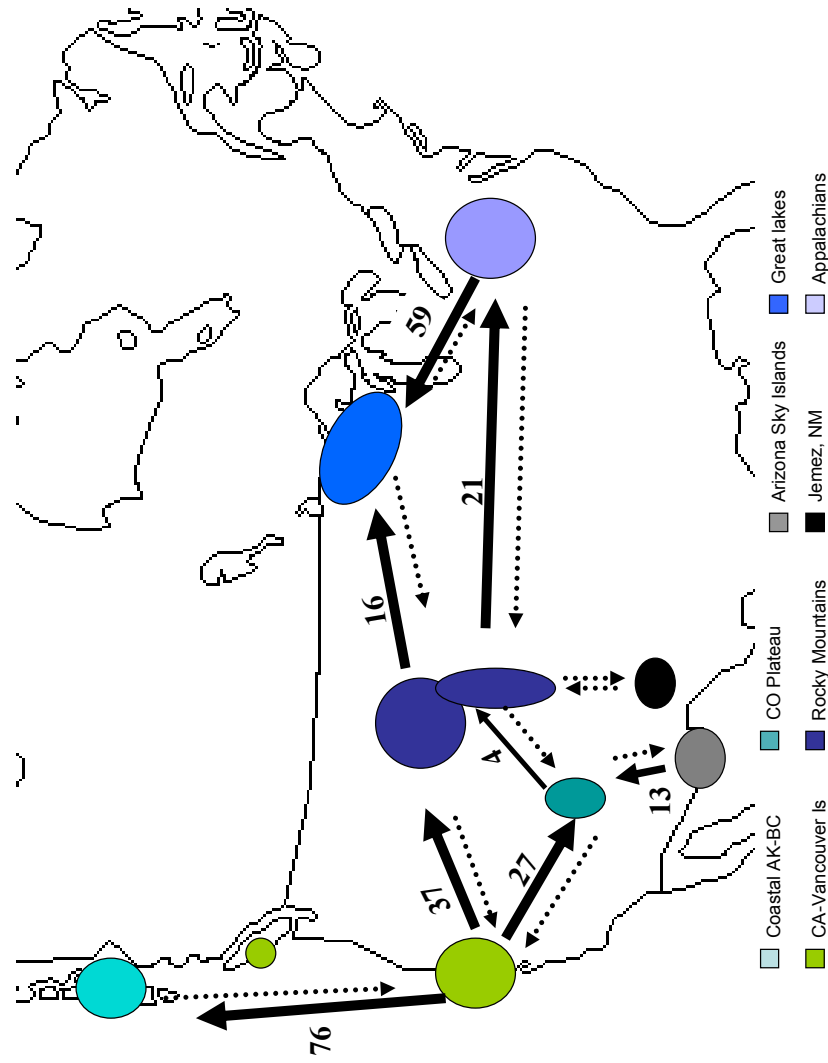 76
37
27
16
4
13
21
59
Coastal AK-BC
CO Plateau
Arizona Sky Islands
Great lakes
CA-Vancouver Is
Rocky Mountains
Jemez, NM
Appalachians